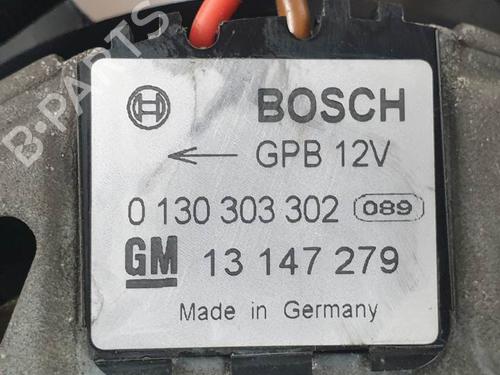 BOSCH
GPB 12V
0 130 303 302 089
GM 13 147 279
Made in Germany
B-PARTS